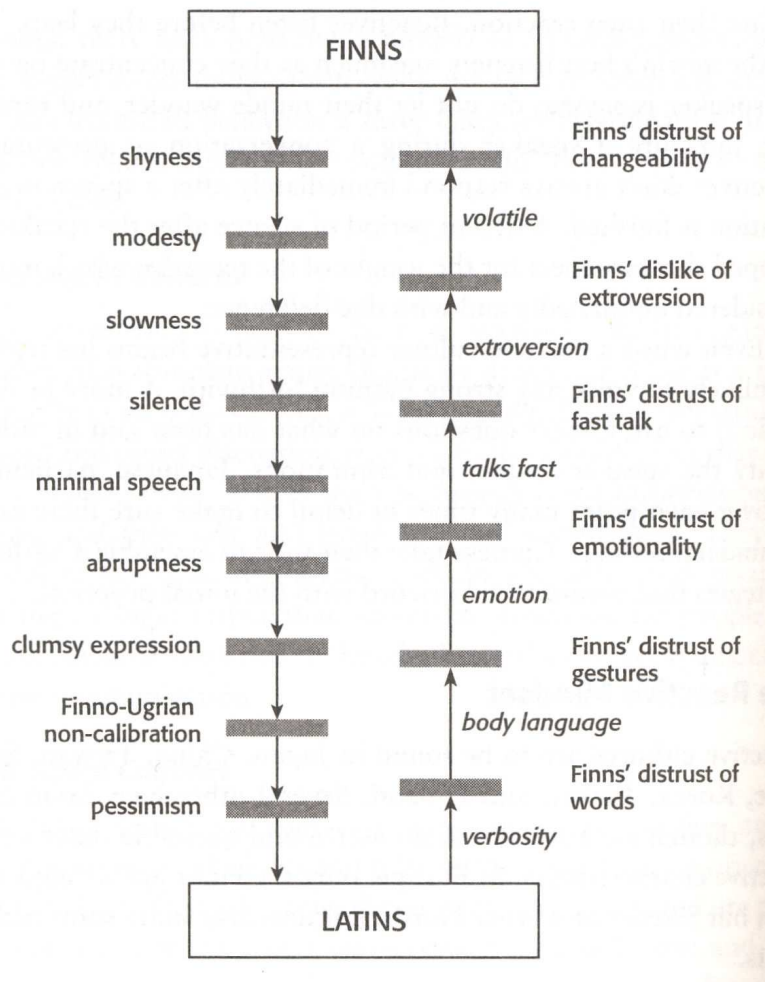 FINNS
shyness
modesty
slowness
silence
minimal speech
abruptness
clumsy expression
Finno-Ugrian
non-calibration
pessimism
Finns' distrust of
changeability
volatile
Finns' dislike of
extroversion
extroversion
Finns' distrust of
fast talk
talks fast
Finns' distrust of
emotionality
emotion
Finns' distrust of
gestures
body language
Finns' distrust of
words
verbosity
LATINS